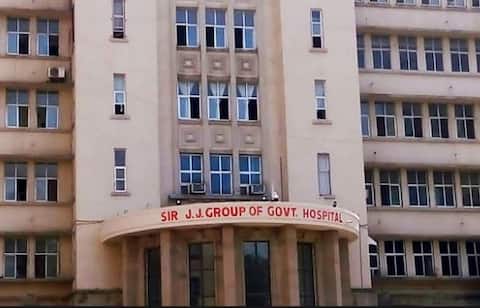 SIR J.J.GROUP OF GOVT. HOSPITAL